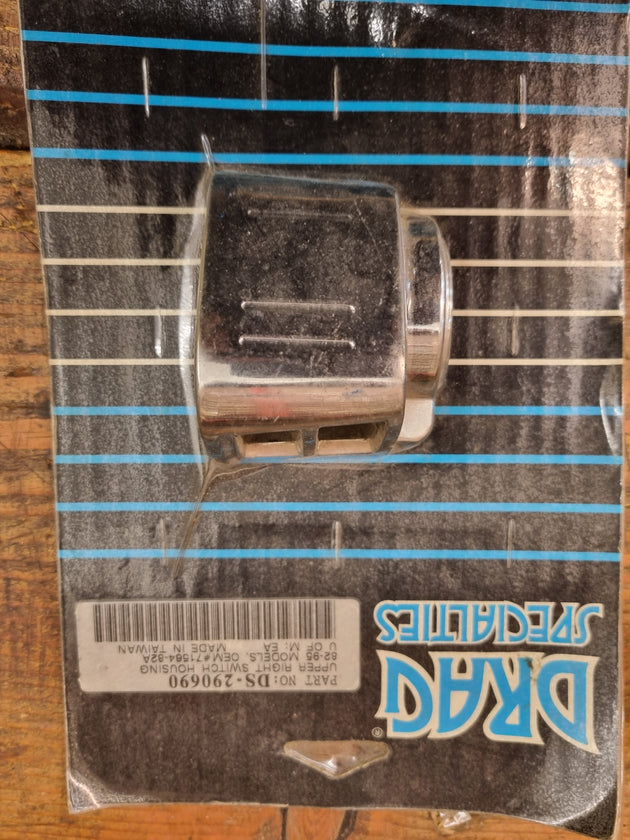 DRAG
SPECIALTIES
®
PART NO: DS-290690
UPPER RIGHT SWITCH HOUSING
82-95 MODELS, OEM#71564-82A
U OF M: EA MADE IN TAIWAN